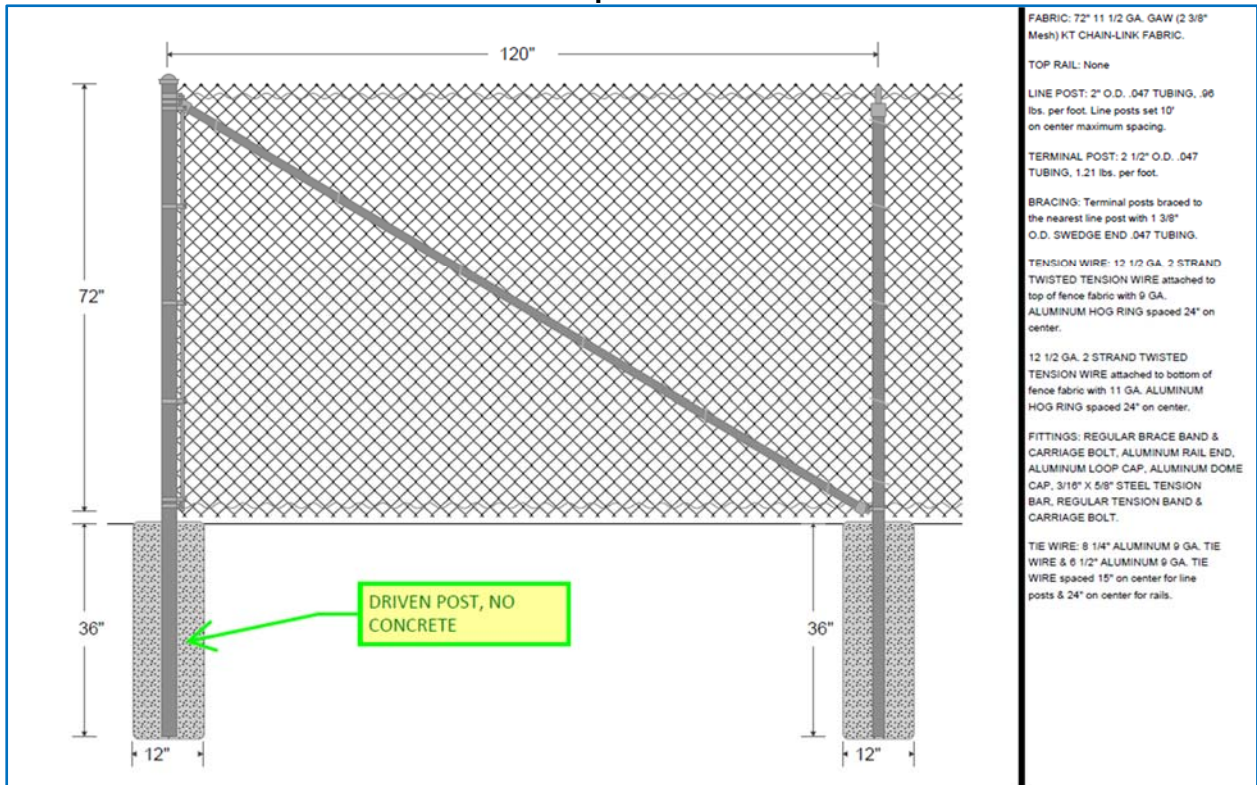 120"
72"
36"
36"
12"
12"
DRIVEN POST, NO
CONCRETE
FABRIC: 72" 11 1/2 GA. GAW (2 3/8"
Mesh) KT CHAIN-LINK FABRIC.
TOP RAIL: None
LINE POST: 2" O.D. .047 TUBING, .96
lbs. per foot. Line posts set 10'
on center maximum spacing.
TERMINAL POST: 2 1/2" O.D. .047
TUBING, 1.21 lbs. per foot.
BRACING: Terminal posts braced to
the nearest line post with 1 3/8"
O.D. SWEDGE END .047 TUBING.
TENSION WIRE: 12 1/2 GA. 2 STRAND
TWISTED TENSION WIRE attached to
top of fence fabric with 9 GA.
ALUMINUM HOG RING spaced 24" on
center.
12 1/2 GA. 2 STRAND TWISTED
TENSION WIRE attached to bottom of
fence fabric with 11 GA. ALUMINUM
HOG RING spaced 24" on center.
FITTINGS: REGULAR BRACE BAND &
CARRIAGE BOLT, ALUMINUM RAIL END,
ALUMINUM LOOP CAP, ALUMINUM DOME
CAP, 3/16" X 5/8" STEEL TENSION
BAR, REGULAR TENSION BAND &
CARRIAGE BOLT.
TIE WIRE: 8 1/4" ALUMINUM 9 GA. TIE
WIRE & 6 1/2" ALUMINUM 9 GA. TIE
WIRE spaced 15" on center for line
posts & 24" on center for rails.